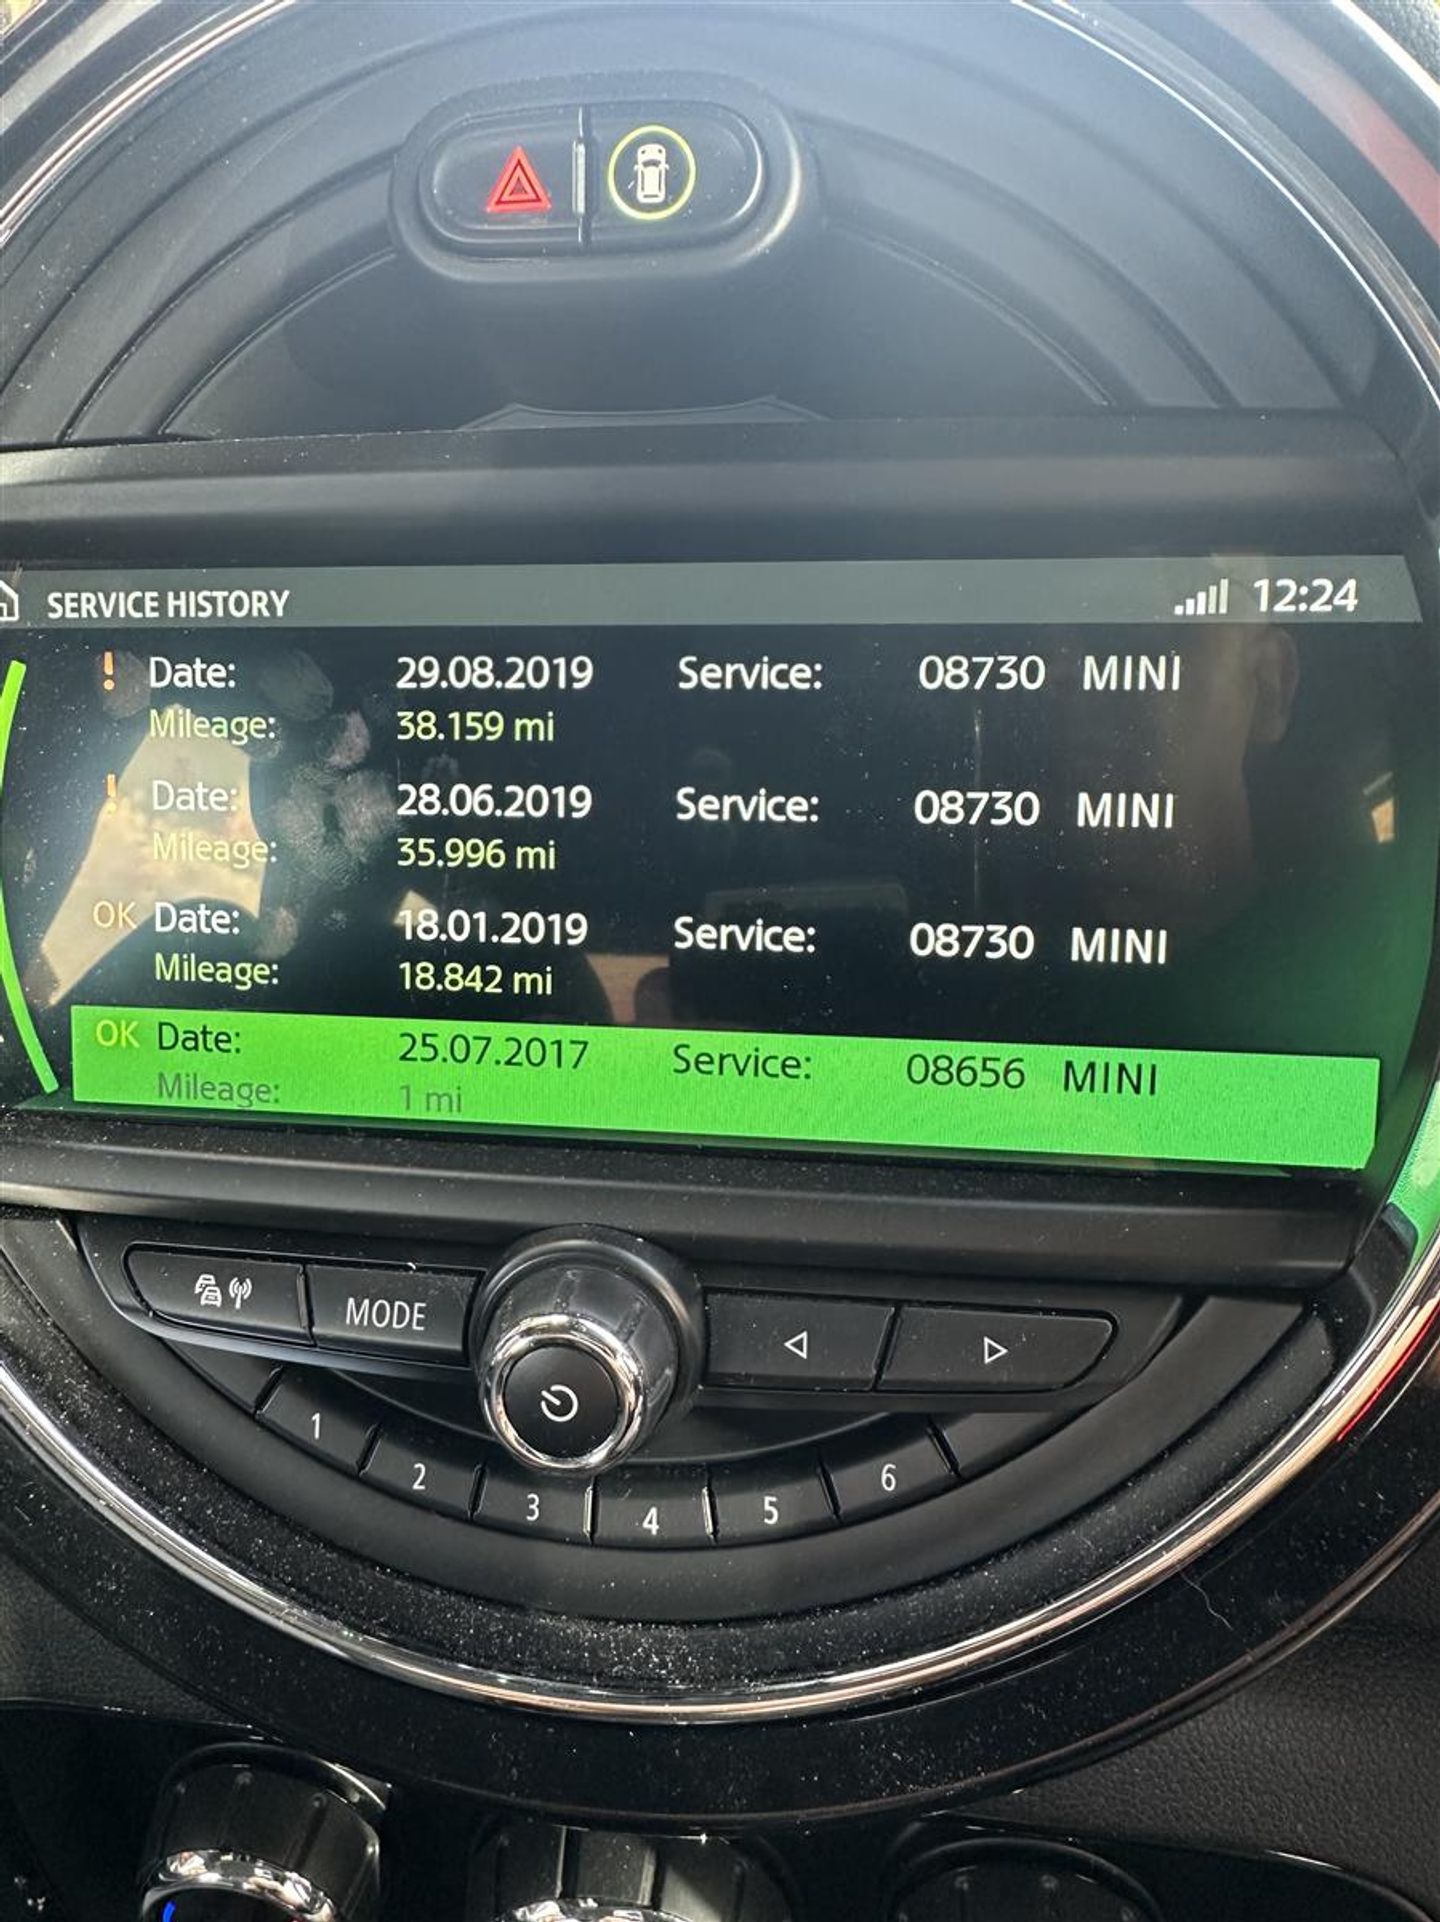 SERVICE HISTORY 12:24
! Date: 29.08.2019 Service: 08730 MINI
Mileage: 38.159 mi
! Date: 28.06.2019 Service: 08730 MINI
Mileage: 35.996 mi
OK Date: 18.01.2019 Service: 08730 MINI
Mileage: 18.842 mi
OK Date: 25.07.2017 Service: 08656 MINI
Mileage: 1 mi
MODE
1 2 3 4 5 6